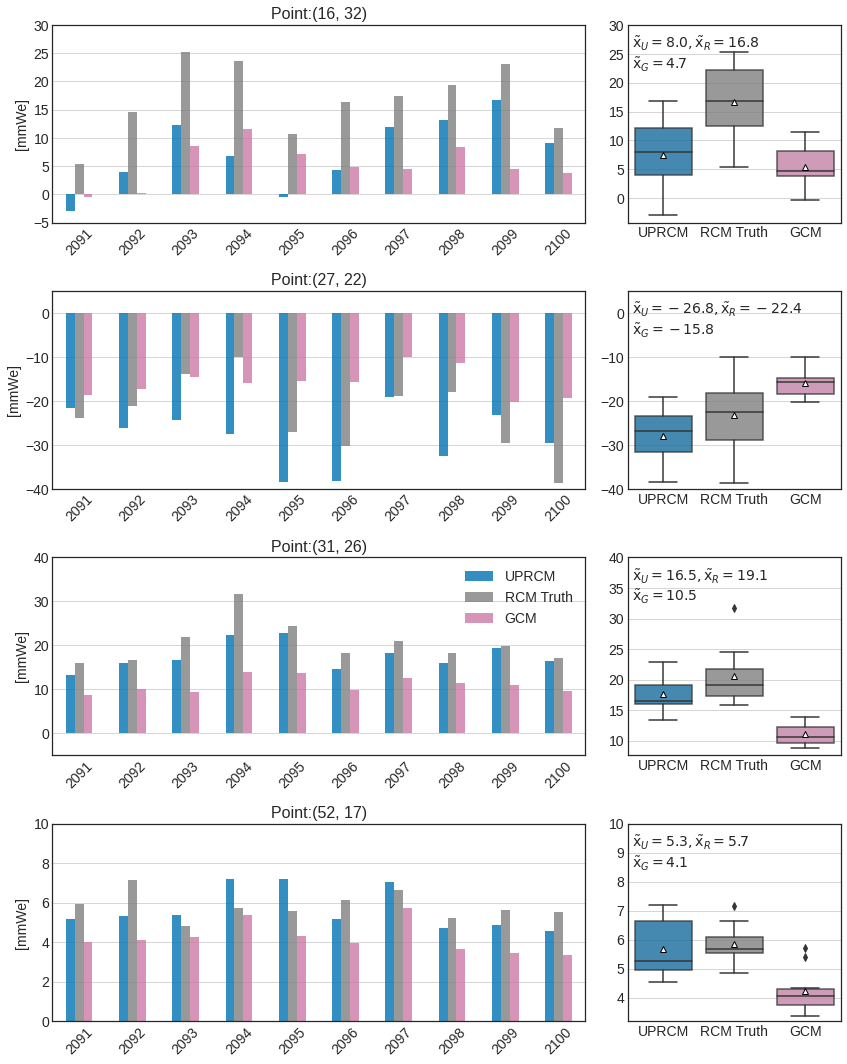 Point:(16, 32)
[mmWe]
30
25
20
15
10
5
0
−5
2091 2092 2093 2094 2095 2096 2097 2098 2099 2100
30
25
20
15
10
5
0
x̃U = 8.0, x̃R = 16.8
x̃G = 4.7
UPRCM RCM Truth GCM
Point:(27, 22)
[mmWe]
0
−10
−20
−30
−40
2091 2092 2093 2094 2095 2096 2097 2098 2099 2100
0
−10
−20
−30
−40
x̃U = −26.8, x̃R = −22.4
x̃G = −15.8
UPRCM RCM Truth GCM
Point:(31, 26)
[mmWe]
40
30
20
10
0
UPRCM
RCM Truth
GCM
2091 2092 2093 2094 2095 2096 2097 2098 2099 2100
40
35
30
25
20
15
10
x̃U = 16.5, x̃R = 19.1
x̃G = 10.5
UPRCM RCM Truth GCM
Point:(52, 17)
[mmWe]
10
8
6
4
2
0
2091 2092 2093 2094 2095 2096 2097 2098 2099 2100
10
9
8
7
6
5
4
x̃U = 5.3, x̃R = 5.7
x̃G = 4.1
UPRCM RCM Truth GCM